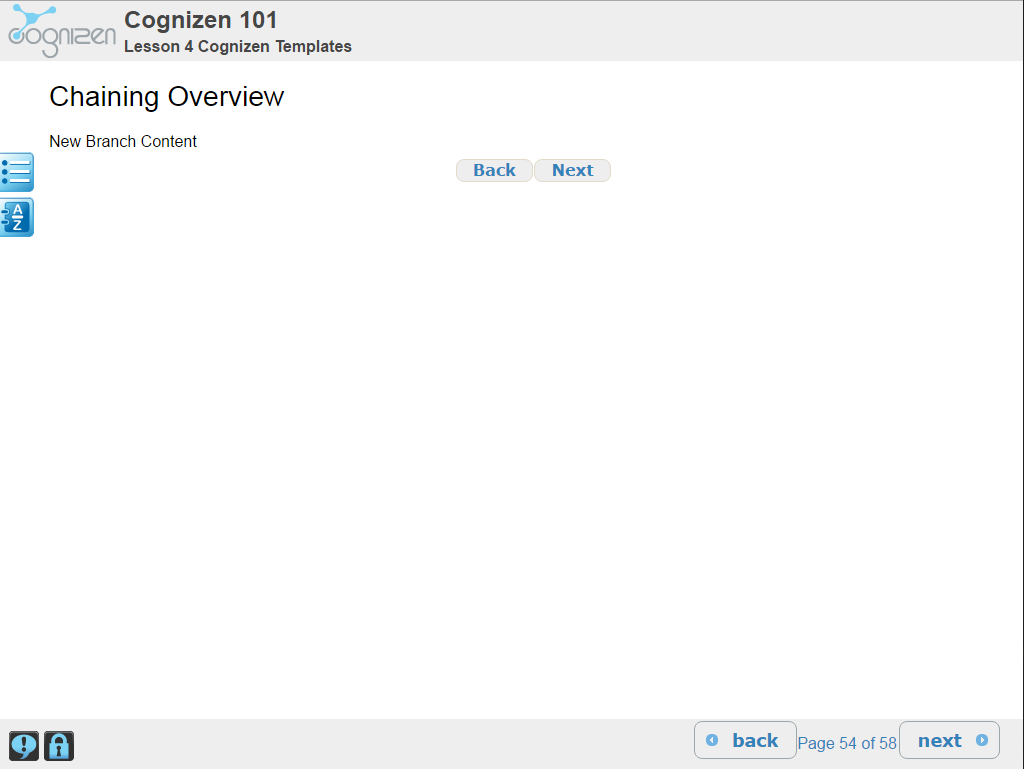 cognizen
Cognizen 101
Lesson 4 Cognizen Templates
Chaining Overview
New Branch Content
Back Next
A
Z
back Page 54 of 58 next